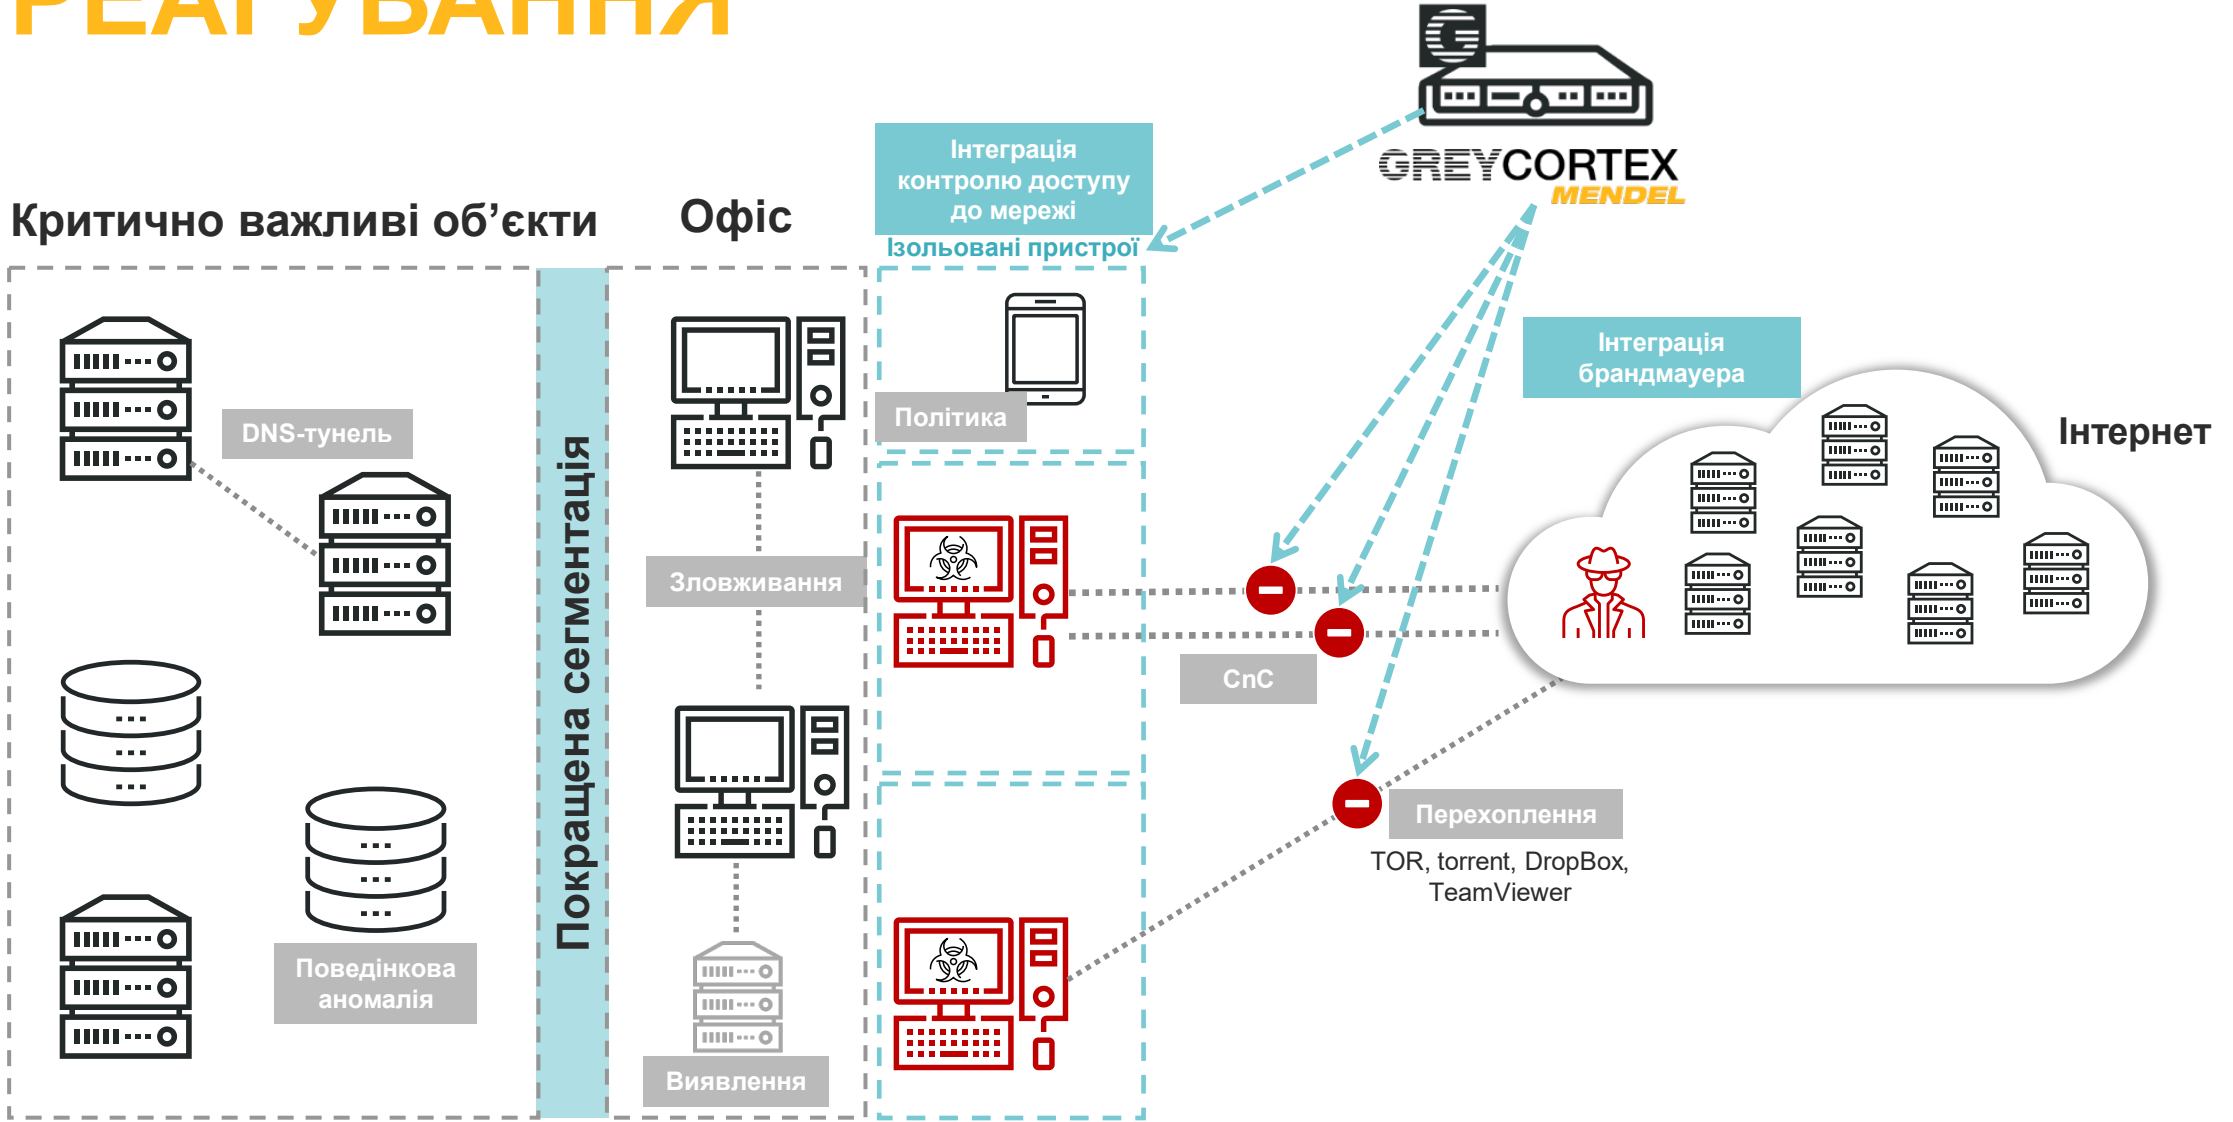 РЕАГУВАННЯ
GREYCORTEX
MENDEL
Інтеграція
контролю доступу
до мережі
Ізольовані пристрої
Критично важливі об’єкти
Офіс
Покращена сегментація
DNS-тунель
Поведінкова
аномалія
Зловживання
Виявлення
Політика
CnC
Інтеграція
брандмауера
Інтернет
Перехоплення
TOR, torrent, DropBox,
TeamViewer